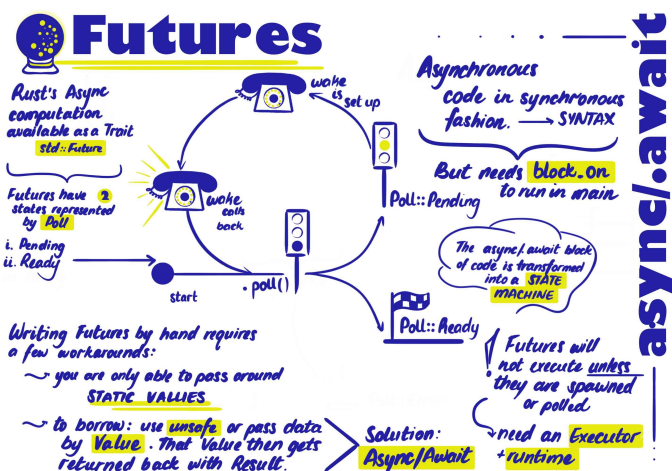 Futures
Rust's Async
computation
available as a Trait
std::Future
Futures have 2
states represented
by Poll
i. Pending
ii. Ready
start
.poll()
wake
calls
back
wake
is
set up
Poll::Pending
Poll::Ready
Asynchronous
code in synchronous
fashion. → SYNTAX
But needs block_on
to run in main
The async/.await block
of code is transformed
into a STATE
MACHINE
Futures will
not execute unless
they are spawned
or polled
need an Executor
+ runtime
Writing Futures by hand requires
a few workarounds:
you are only able to pass around
STATIC VALUES
to borrow: use unsafe or pass data
by Value. That Value then gets
returned back with Result.
Solution:
Async/Await
async/.await